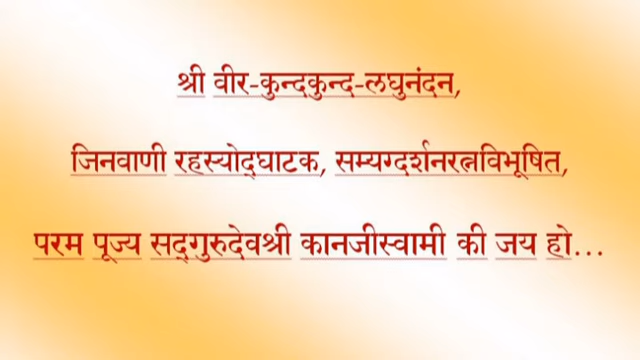 श्री वीर-कुन्दकुन्द-लघुनंदन,
जिनवाणी रहस्योद्घाटक, सम्यग्दर्शनरत्नविभूषित,
परम पूज्य सद्गुरुदेवश्री कानजीस्वामी की जय हो...